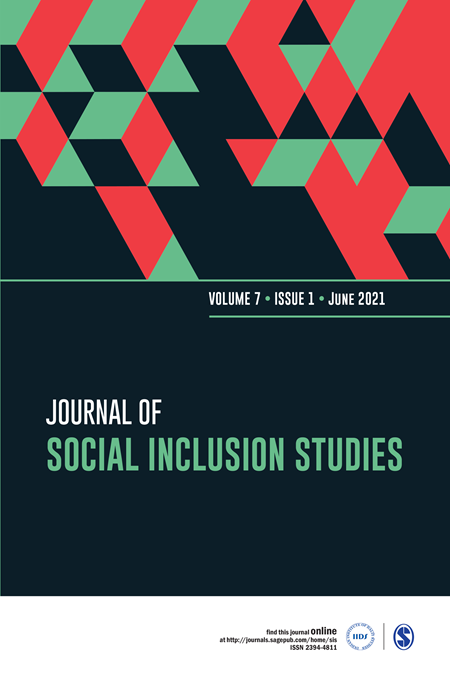 VOLUME 7 • ISSUE 1 • JUNE 2021
JOURNAL OF
SOCIAL INCLUSION STUDIES
find this journal online
at http://journals.sagepub.com/home/sis
ISSN 2394-4811
IIDS